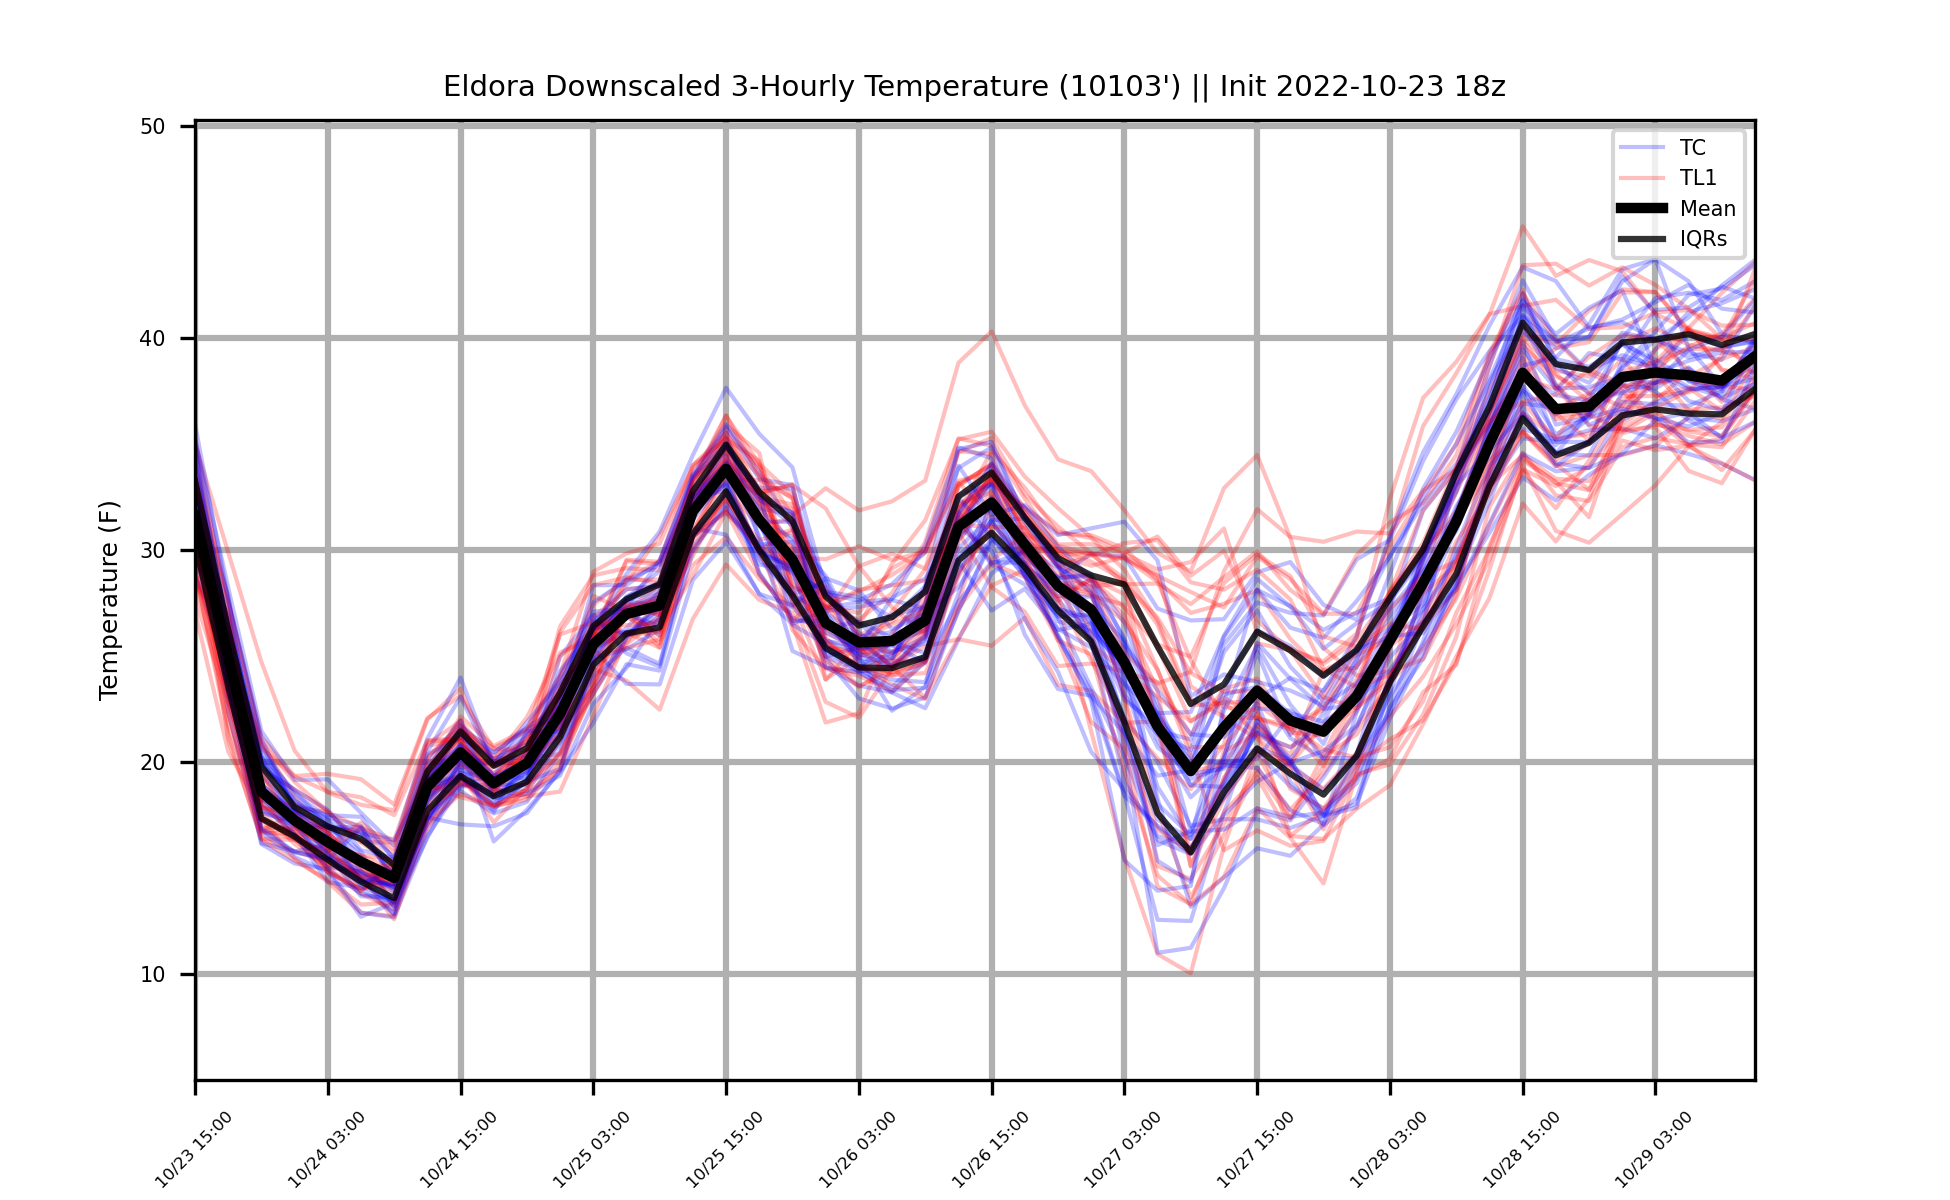 Eldora Downscaled 3-Hourly Temperature (10103') || Init 2022-10-23 18z
TC
TL1
Mean
IQRs
Temperature (F)
50
40
30
20
10
10/23 15:00
10/24 03:00
10/24 15:00
10/25 03:00
10/25 15:00
10/26 03:00
10/26 15:00
10/27 03:00
10/27 15:00
10/28 03:00
10/28 15:00
10/29 03:00